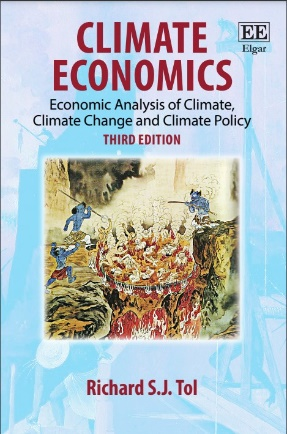 EE
Elgar
CLIMATE
ECONOMICS
Economic Analysis of Climate,
Climate Change and Climate Policy
THIRD EDITION
Richard S.J. Tol